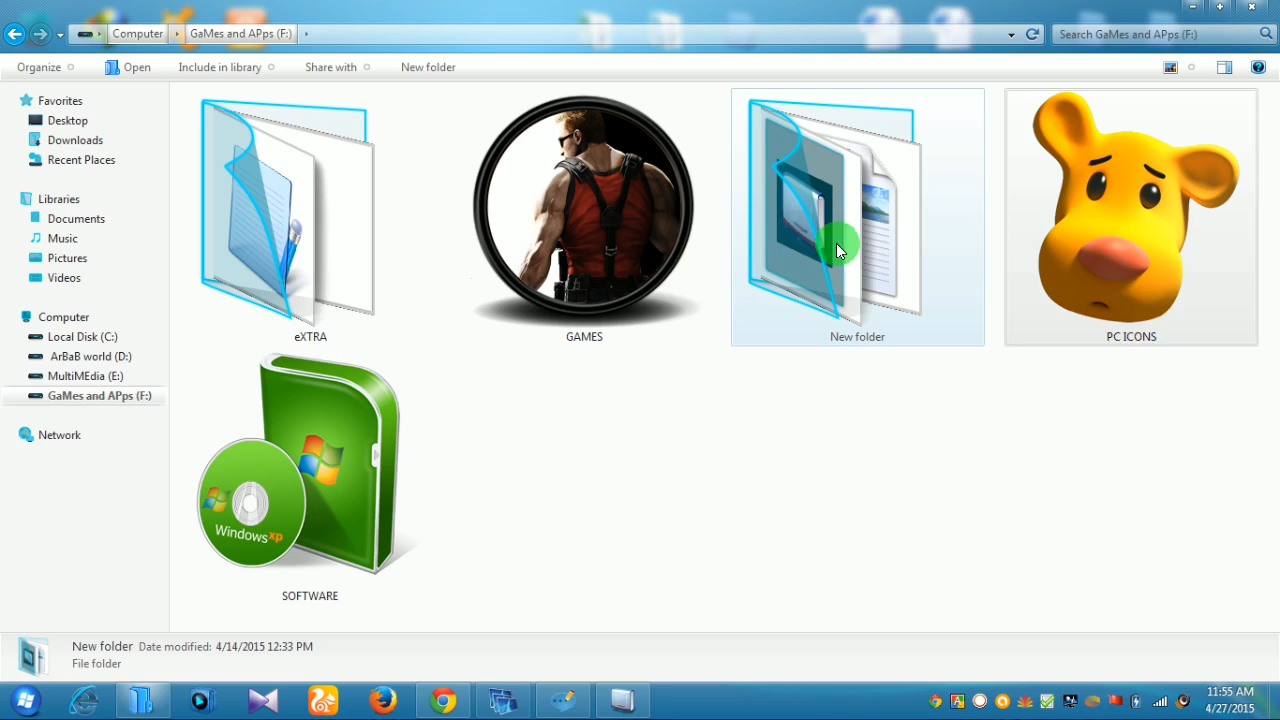 Computer GaMes and APps (F:) Search GaMes and APps (F:)
Organize Open Include in library Share with New folder
Favorites
Desktop
Downloads
Recent Places
Libraries
Documents
Music
Pictures
Videos
Computer
Local Disk (C:)
ArBaB world (D:)
MultiMEdia (E:)
GaMes and APps (F:)
Network
eXTRA GAMES New folder PC ICONS
Windows xp
SOFTWARE
New folder Date modified: 4/14/2015 12:33 PM
File folder
11:55 AM
4/27/2015